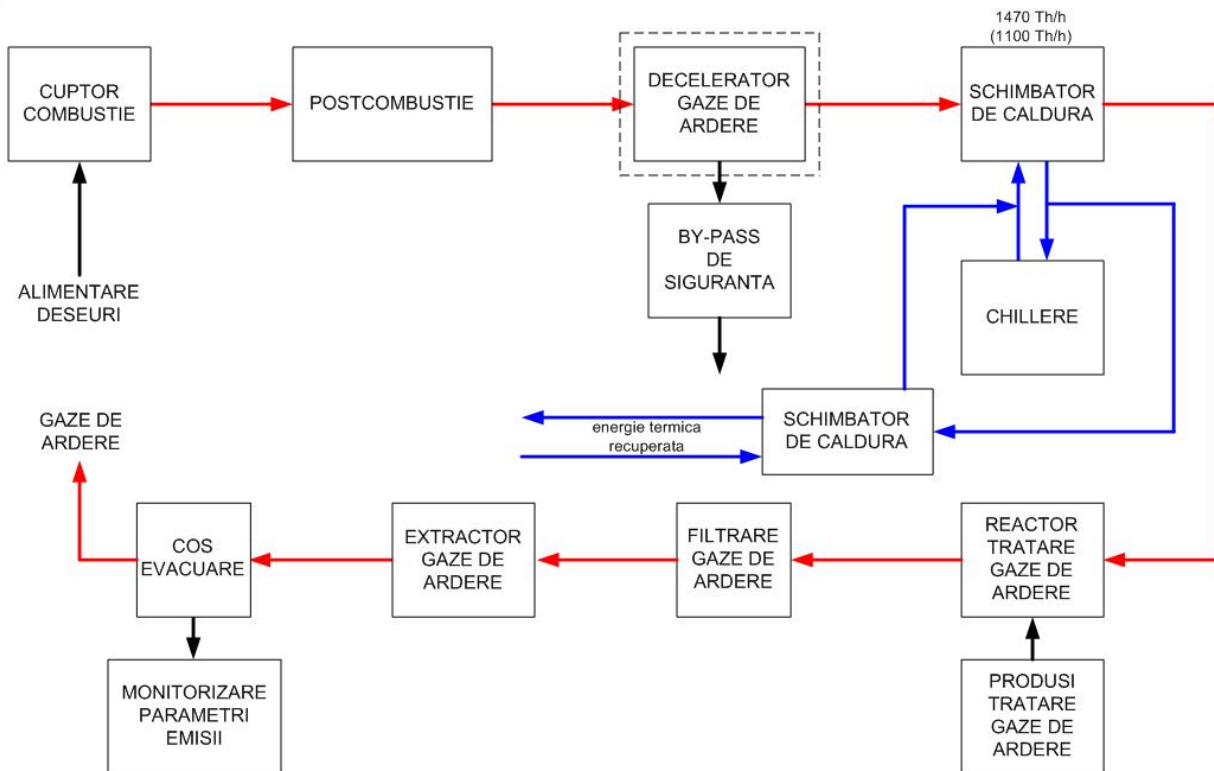 1470 Th/h
(1100 Th/h)
CUPTOR
COMBUSTIE
POSTCOMBUSTIE
DECELERATOR
GAZE DE
ARDERE
SCHIMBATOR
DE CALDURA
BY-PASS
DE
SIGURANTA
ALIMENTARE
DESEURI
CHILLERE
GAZE DE
ARDERE
energie termica
recuperata
SCHIMBATOR
DE CALDURA
COS
EVACUARE
EXTRACTOR
GAZE DE
ARDERE
FILTRARE
GAZE DE
ARDERE
REACTOR
TRATARE
GAZE DE
ARDERE
MONITORIZARE
PARAMETRI
EMISII
PRODUSI
TRATARE
GAZE DE
ARDERE